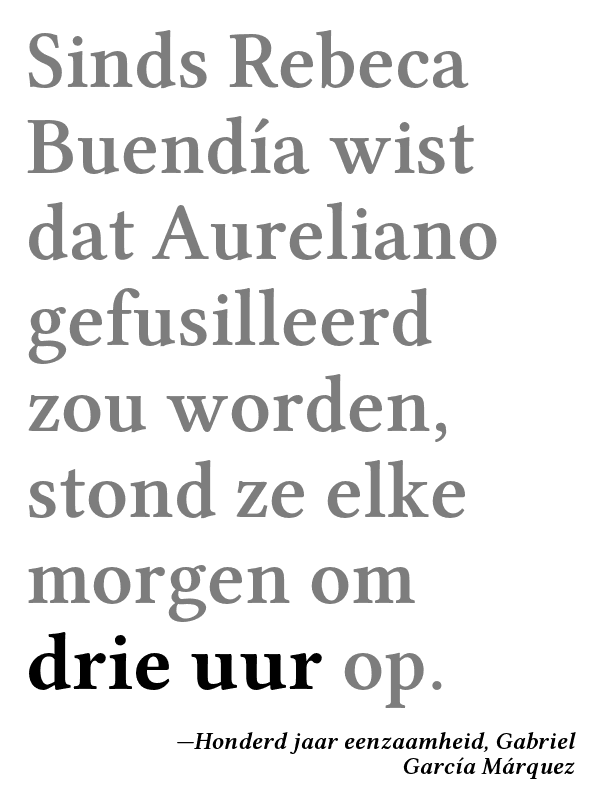 Sinds Rebeca
Buendía wist
dat Aureliano
gefusilleerd
zou worden,
stond ze elke
morgen om
drie uur op.
—Honderd jaar eenzaamheid, Gabriel
García Márquez